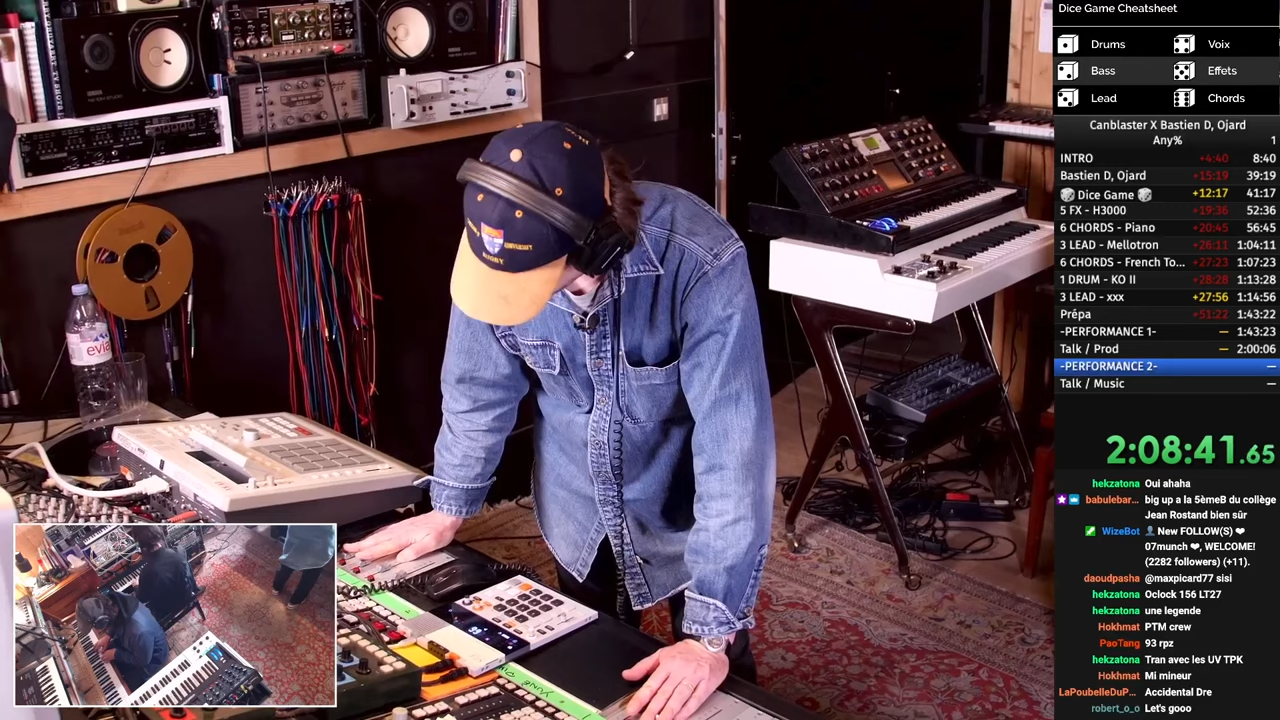 Dice Game Cheatsheet
Drums
Voix
Bass
Effets
Lead
Chords
Canblaster X Bastien D, Ojard
Any% 1
INTRO +4:40 8:40
Bastien D, Ojard +15:19 39:19
Dice Game +12:17 41:17
5 FX - H3000 +19:36 52:36
6 CHORDS - Piano +20:45 56:45
3 LEAD - Mellotron +26:11 1:04:11
6 CHORDS - French To... +27:23 1:07:23
1 DRUM - KO II +28:28 1:13:28
3 LEAD - xxx +27:56 1:14:56
Prépa +51:22 1:43:22
-PERFORMANCE 1- — 1:43:23
Talk / Prod — 2:00:06
-PERFORMANCE 2- —
Talk / Music —
2:08:41.65
hekzatona Oui ahaha
babulebar... big up a la 5èmeB du collège
Jean Rostand bien sûr
WizeBot New FOLLOW(S) ❤
07munch ❤, WELCOME!
(2282 followers) (+11).
daoudpasha @maxpicard77 sisi
hekzatona Oclock 156 LT27
hekzatona une legende
Hokhmat PTM crew
PaoTang 93 rpz
hekzatona Tran avec les UV TPK
Hokhmat Mi mineur
LaPoubelleDuP... Accidental Dre
robert_o_o Let's gooo
evian
UNIVERSITY
RUGBY